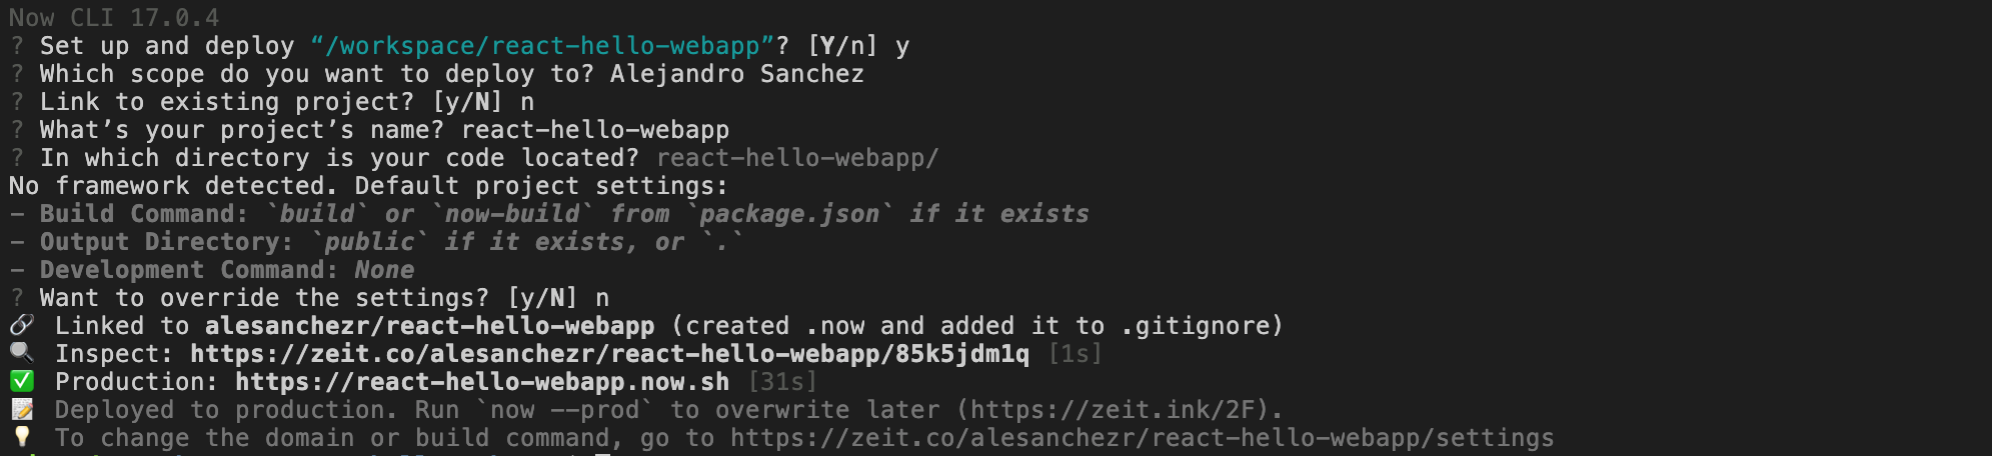 Now CLI 17.0.4
? Set up and deploy “/workspace/react-hello-webapp”? [Y/n] y
? Which scope do you want to deploy to? Alejandro Sanchez
? Link to existing project? [y/N] n
? What’s your project’s name? react-hello-webapp
? In which directory is your code located? react-hello-webapp/
No framework detected. Default project settings:
- Build Command: `build` or `now-build` from `package.json` if it exists
- Output Directory: `public` if it exists, or `.`
- Development Command: None
? Want to override the settings? [y/N] n
🔗 Linked to alesanchezr/react-hello-webapp (created .now and added it to .gitignore)
🔍 Inspect: https://zeit.co/alesanchezr/react-hello-webapp/85k5jdm1q [1s]
✅ Production: https://react-hello-webapp.now.sh [31s]
📝 Deployed to production. Run `now --prod` to overwrite later (https://zeit.ink/2F).
💡 To change the domain or build command, go to https://zeit.co/alesanchezr/react-hello-webapp/settings